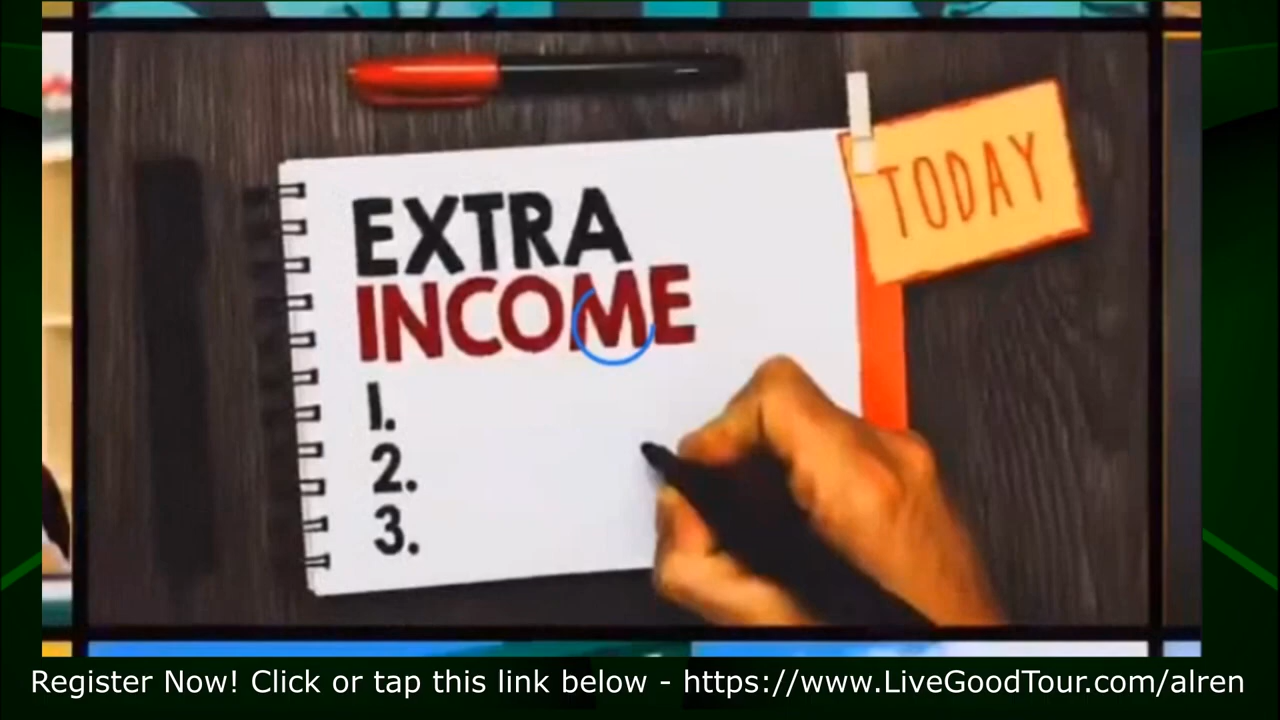 TODAY
EXTRA
INCOME
1.
2.
3.
Register Now! Click or tap this link below - https://www.LiveGoodTour.com/alren